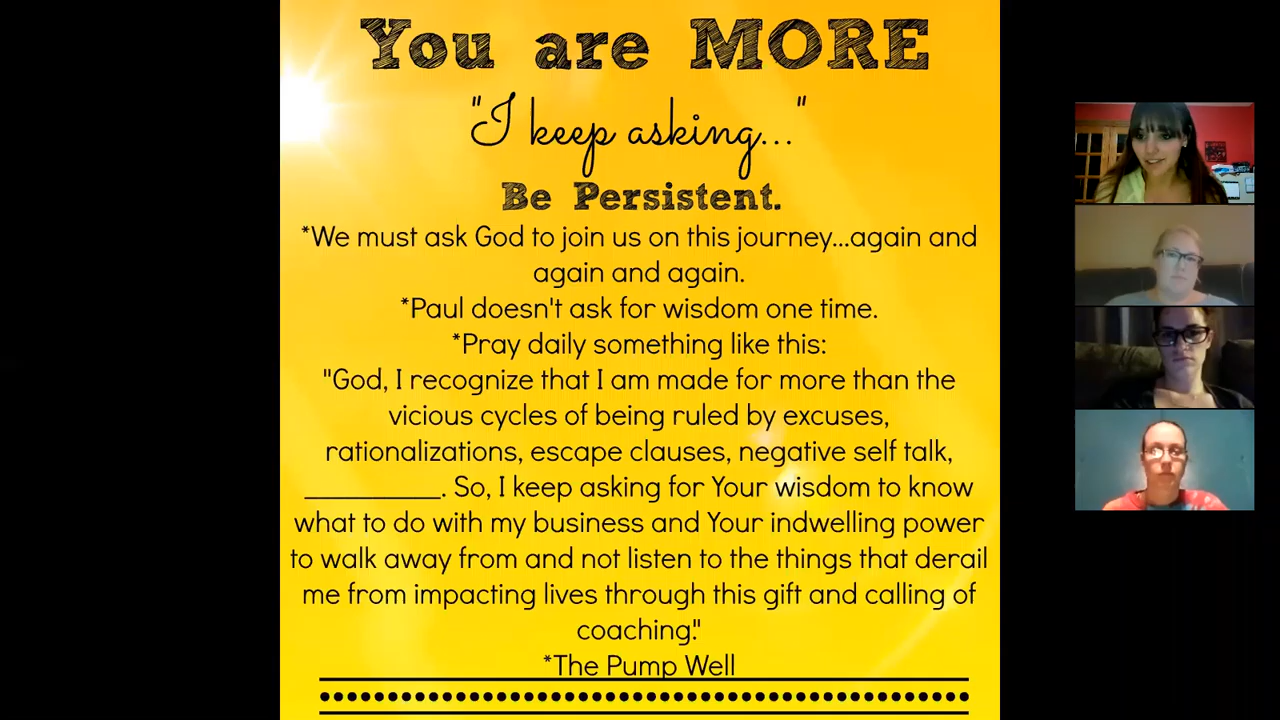 You are MORE
"I keep asking..."
Be Persistent.
*We must ask God to join us on this journey...again and
again and again.
*Paul doesn't ask for wisdom one time.
*Pray daily something like this:
"God, I recognize that I am made for more than the
vicious cycles of being ruled by excuses,
rationalizations, escape clauses, negative self talk,
__________. So, I keep asking for Your wisdom to know
what to do with my business and Your indwelling power
to walk away from and not listen to the things that derail
me from impacting lives through this gift and calling of
coaching."
*The Pump Well